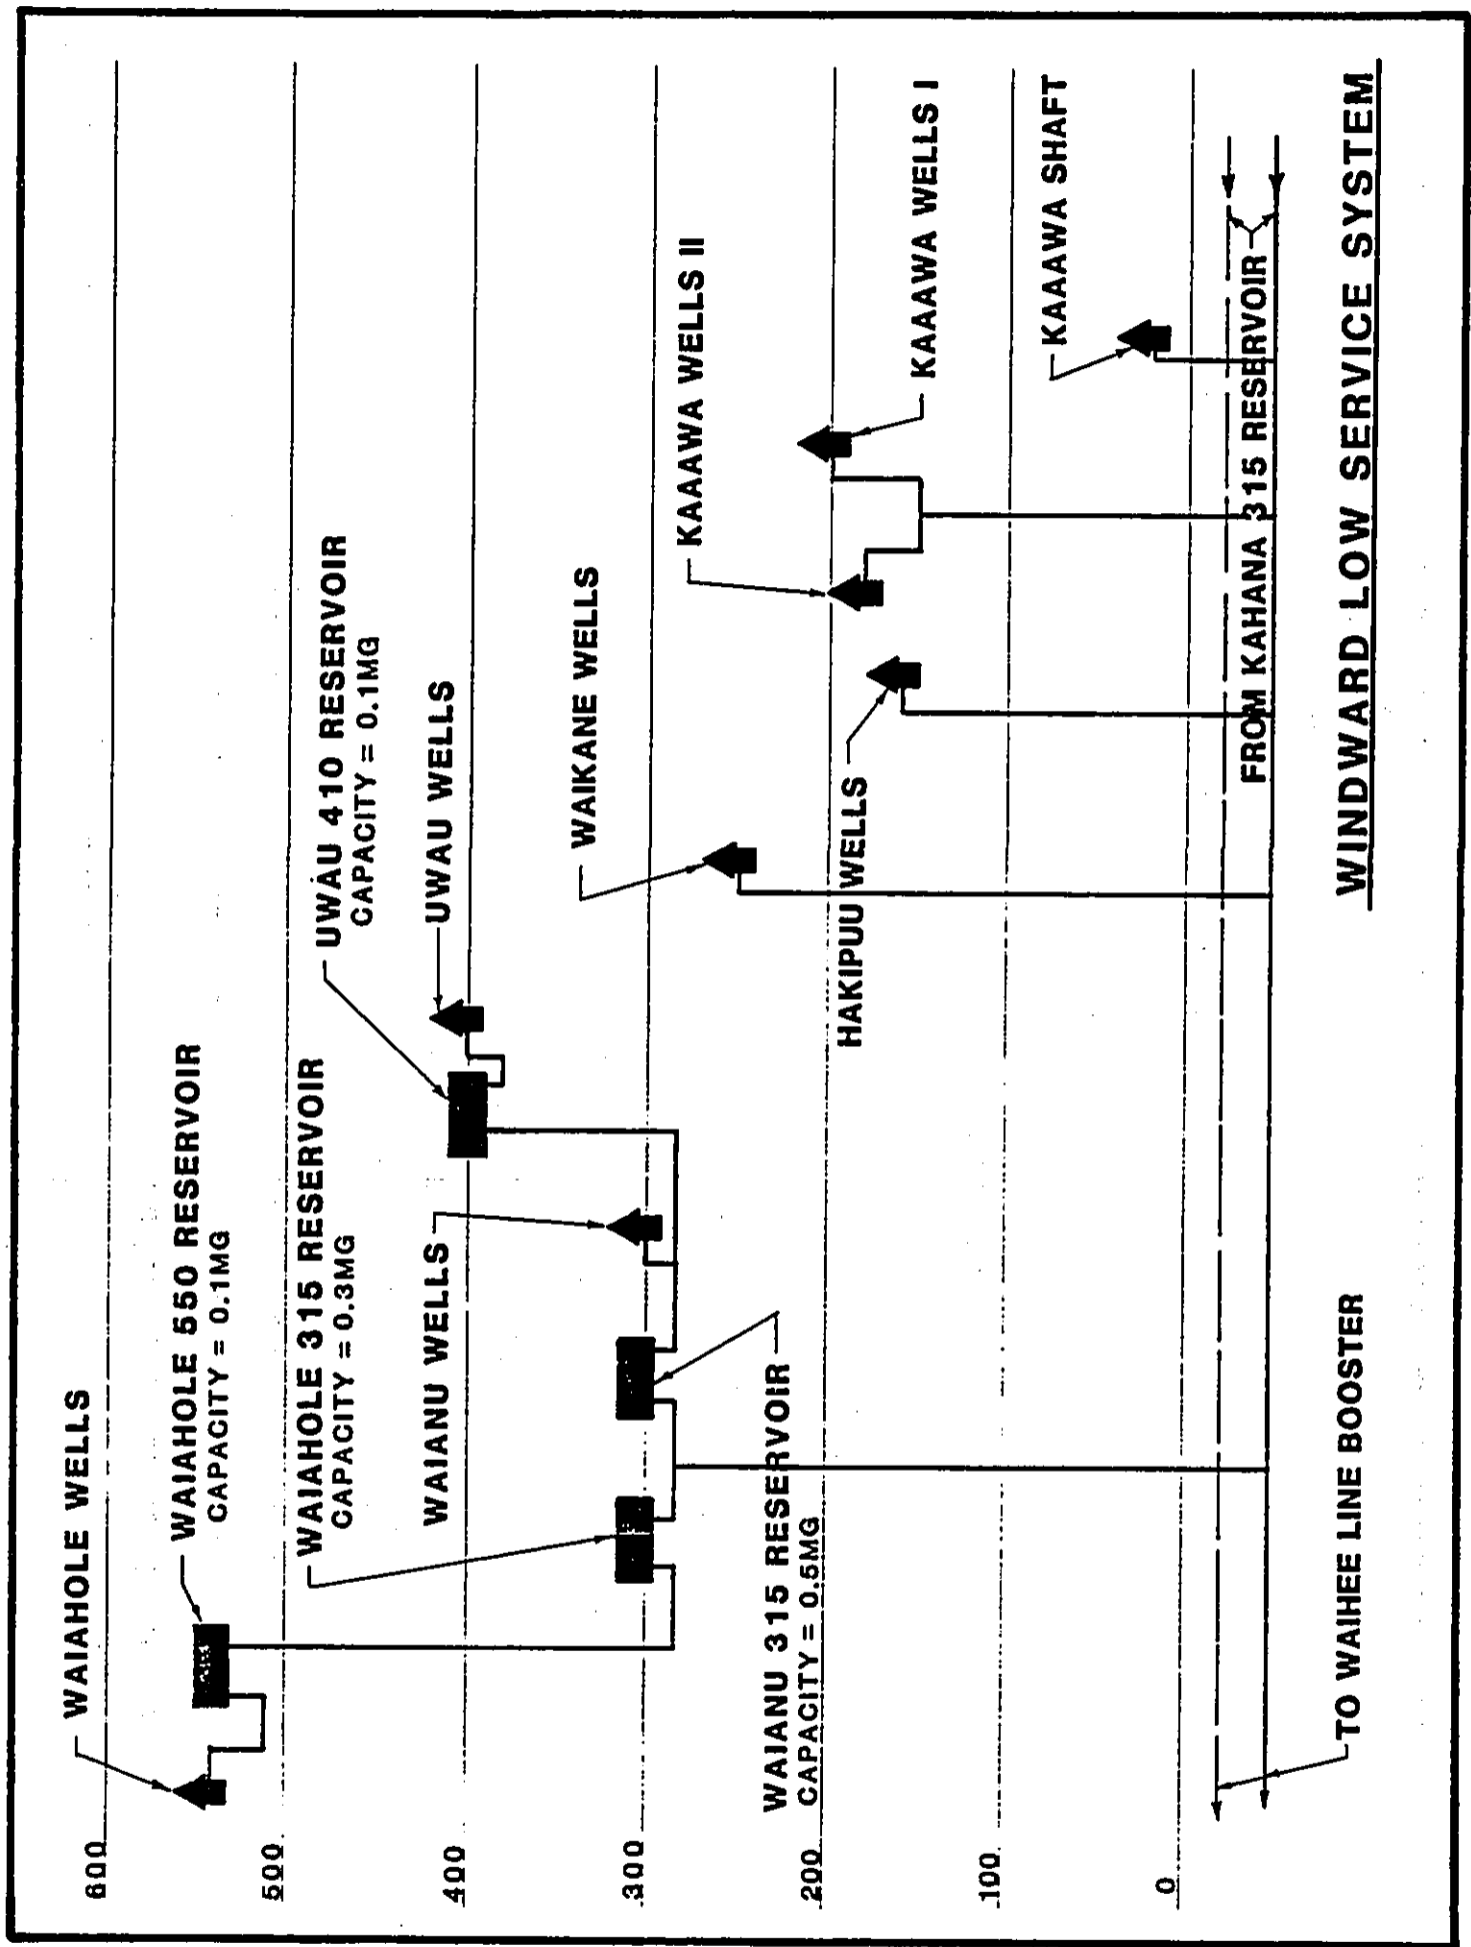 600
500
400
300
200
100
0
WAIAHOLE WELLS
WAIAHOLE 550 RESERVOIR
CAPACITY = 0.1MG
WAIAHOLE 315 RESERVOIR
CAPACITY = 0.3MG
WAIANU WELLS
UWAU 410 RESERVOIR
CAPACITY = 0.1MG
UWAU WELLS
WAIANU 315 RESERVOIR
CAPACITY = 0.5MG
WAIKANE WELLS
HAKIPUU WELLS
KAAAWA WELLS II
KAAAWA WELLS I
KAAAWA SHAFT
FROM KAHANA 315 RESERVOIR
TO WAIHEE LINE BOOSTER
WINDWARD LOW SERVICE SYSTEM